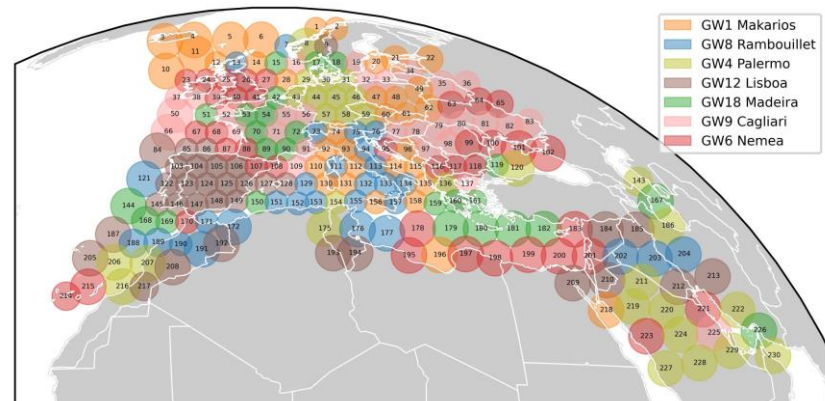 GW1 Makarios
GW8 Rambouillet
GW4 Palermo
GW12 Lisboa
GW18 Madeira
GW9 Cagliari
GW6 Nemea
1 2
3 4 5 6 8
11
10 12 13 14 15 16 17 18 19 20 21 22
23 24 25 26 27 28 29 30 31 32 33 34 35 36
37 38 39 41 42 43 44 45 46 47 48 49
50 51 52 53 54 55 56 57 58 59 60 61 62 63 64 65
66 67 68 69 70 71 72 73 74 75 76 77 78 79 80 81 82 83
84 85 86 87 88 89 90 91 92 93 94 95 96 97 98 99 100 101 102
103 104 105 106 107 108 109 110 111 112 113 114 115 116 117 118 119 120
121 122 123 124 125 126 127 128 129 130 131 132 133 134 135 136 137
143
144 145 146 147 148 149 150 151 152 153 154 155 156 157 158 159 160 161
167
168 169 170 171 172 175 176 177 178 179 180 181 182 183 184 185 186
187 188 189 190 191 192 193 194 195 196 197 198 199 200 201 202 203 204
205 206 207 208 209 210 211 212 213
214 215 216 217 218 219 220 221 222
223 224 225 226
227 228 229 230